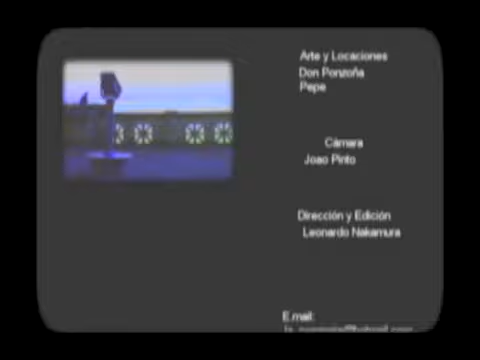 Arte y Locaciones
Don Ponzoña
Pepe
Cámara
Joao Pinto
Dirección y Edición
Leonardo Nakamura
E.mail: